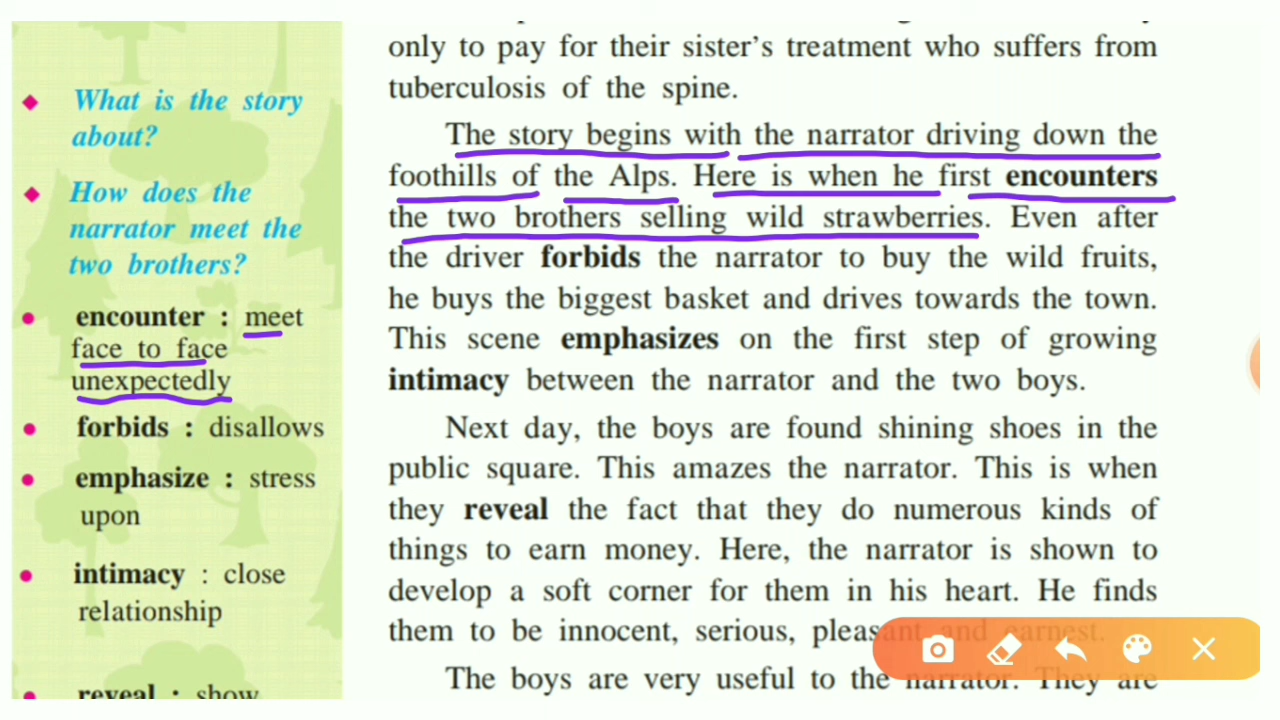 What is the story
about?
How does the
narrator meet the
two brothers?
encounter : meet
face to face
unexpectedly
forbids : disallows
emphasize : stress
upon
intimacy : close
relationship
reveal : show
only to pay for their sister's treatment who suffers from
tuberculosis of the spine.
The story begins with the narrator driving down the
foothills of the Alps. Here is when he first encounters
the two brothers selling wild strawberries. Even after
the driver forbids the narrator to buy the wild fruits,
he buys the biggest basket and drives towards the town.
This scene emphasizes on the first step of growing
intimacy between the narrator and the two boys.
Next day, the boys are found shining shoes in the
public square. This amazes the narrator. This is when
they reveal the fact that they do numerous kinds of
things to earn money. Here, the narrator is shown to
develop a soft corner for them in his heart. He finds
them to be innocent, serious, pleasant and earnest.
The boys are very useful to the narrator. They are